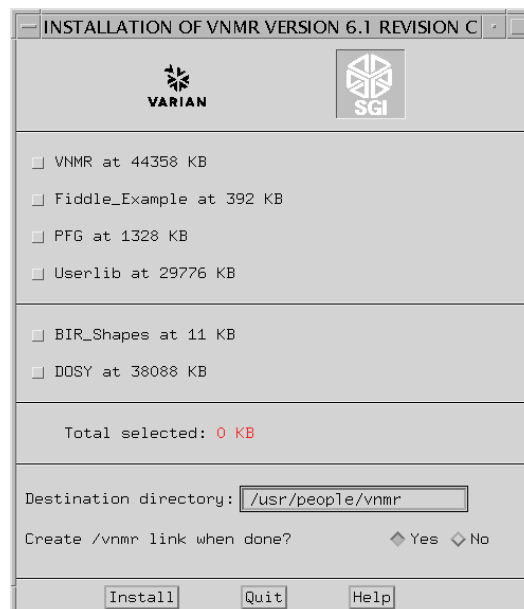 INSTALLATION OF VNMR VERSION 6.1 REVISION C
VARIAN
SGI
VNMR at 44358 KB
Fiddle_Example at 392 KB
PFG at 1328 KB
Userlib at 29776 KB
BIR_Shapes at 11 KB
DOSY at 38088 KB
Total selected: 0 KB
Destination directory: /usr/people/vnmr
Create /vnmr link when done? Yes No
Install Quit Help